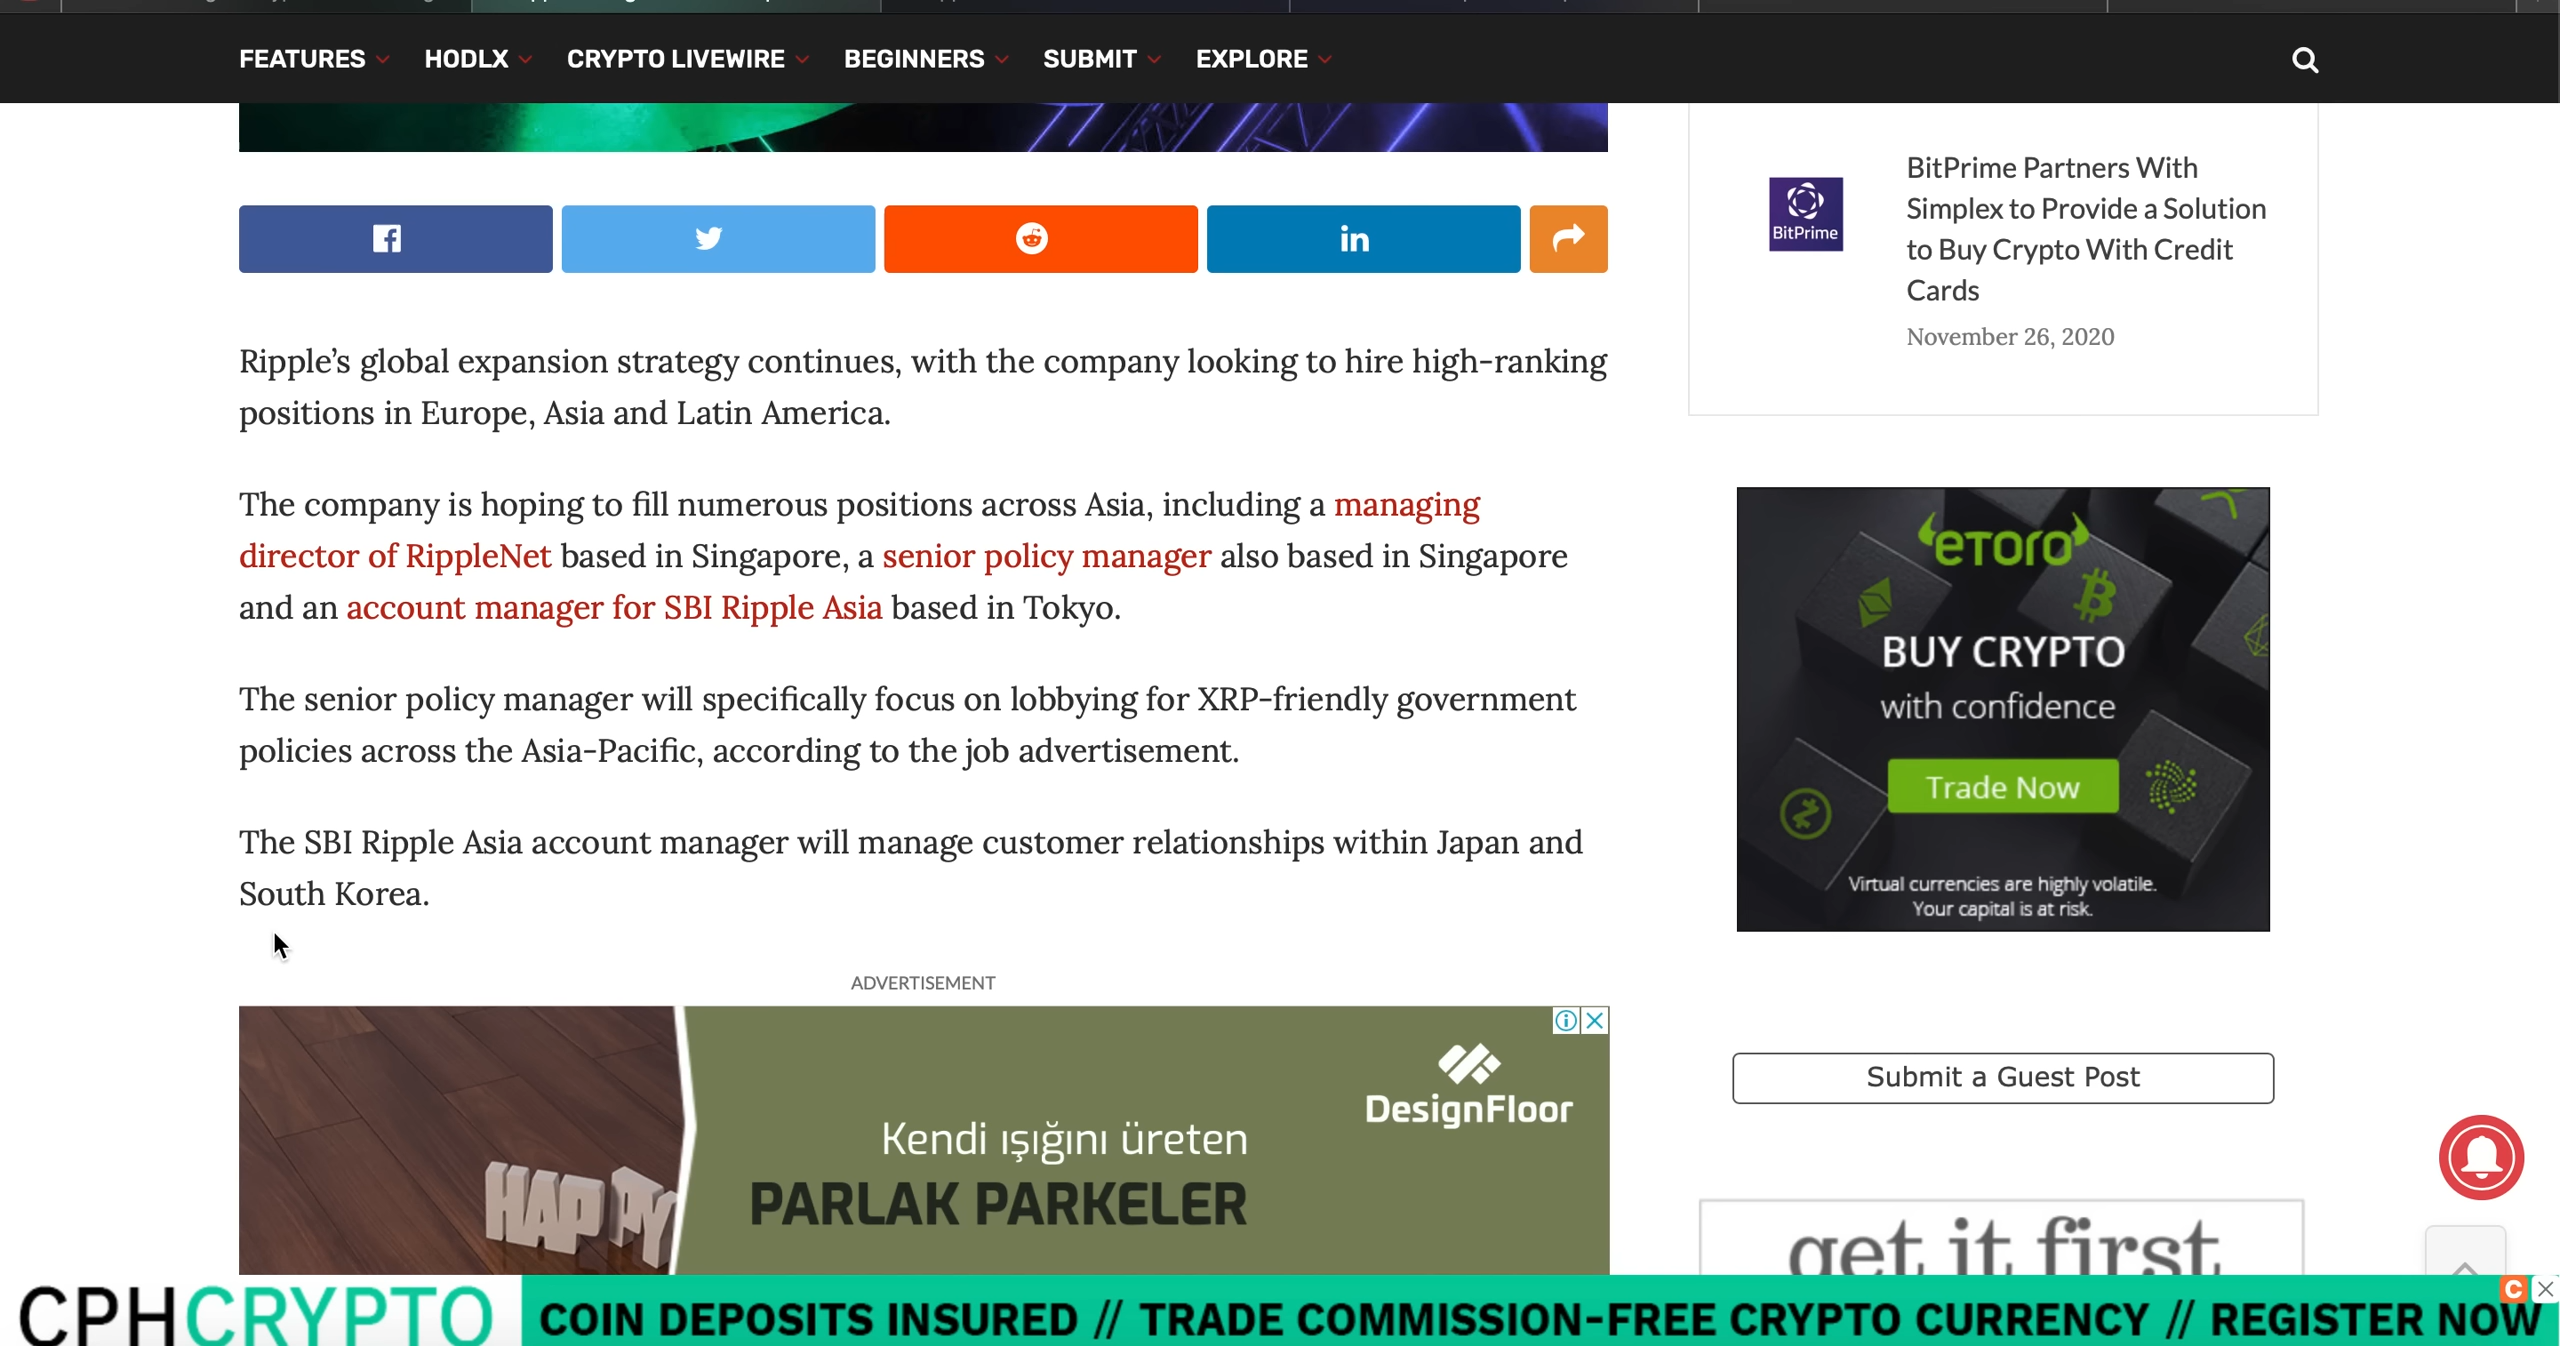 FEATURES HODLX CRYPTO LIVEWIRE BEGINNERS SUBMIT EXPLORE
Ripple’s global expansion strategy continues, with the company looking to hire high-ranking
positions in Europe, Asia and Latin America.
The company is hoping to fill numerous positions across Asia, including a managing
director of RippleNet based in Singapore, a senior policy manager also based in Singapore
and an account manager for SBI Ripple Asia based in Tokyo.
The senior policy manager will specifically focus on lobbying for XRP-friendly government
policies across the Asia-Pacific, according to the job advertisement.
The SBI Ripple Asia account manager will manage customer relationships within Japan and
South Korea.
ADVERTISEMENT
HAPPY
DesignFloor
Kendi ışığını üreten
PARLAK PARKELER
BitPrime
BitPrime Partners With
Simplex to Provide a Solution
to Buy Crypto With Credit
Cards
November 26, 2020
eTORO
BUY CRYPTO
with confidence
Trade Now
Virtual currencies are highly volatile.
Your capital is at risk.
Submit a Guest Post
get it first
CPHCRYPTO COIN DEPOSITS INSURED // TRADE COMMISSION-FREE CRYPTO CURRENCY // REGISTER NOW